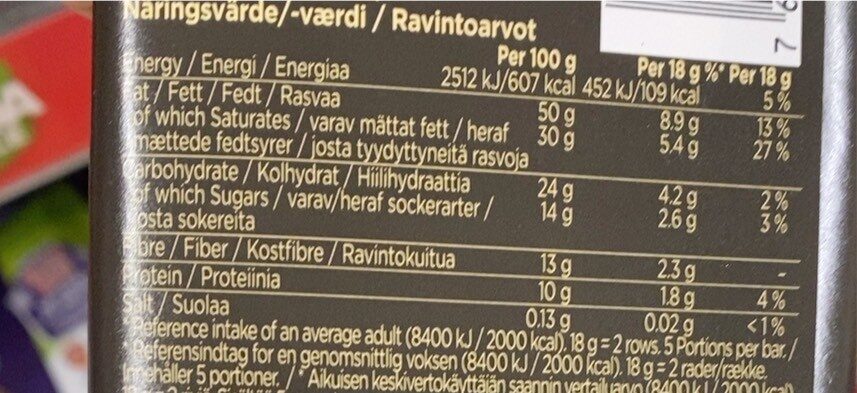 Näringsvärde/-værdi / Ravintoarvot
Per 100 g Per 18 g %* Per 18 g
Energy / Energi / Energiaa 2512 kJ/607 kcal 452 kJ/109 kcal 5%
Fat / Fett / Fedt / Rasvaa 50 g 8.9 g 13%
of which Saturates / varav mättat fett / heraf 30 g 5.4 g 27%
mættede fedtsyrer / josta tyydyttyneitä rasvoja
Carbohydrate / Kolhydrat / Hiilihydraattia 24 g 4.2 g 2%
of which Sugars / varav/heraf sockerarter / 14 g 2.6 g 3%
josta sokereita
Fibre / Fiber / Kostfibre / Ravintokuitua 13 g 2.3 g -
Protein / Proteiinia 10 g 1.8 g 4%
Salt / Suolaa 0.13 g 0.02 g <1%
*Reference intake of an average adult (8400 kJ / 2000 kcal). 18 g = 2 rows. 5 Portions per bar. /
*Referensindtag for en genomsnittlig voksen (8400 kJ / 2000 kcal). 18 g = 2 rader/række.
Innehåller 5 portioner. / * Aikuisen keskivertokäyttäjän saannin vertailuarvo (8400 kJ / 2000 kcal)